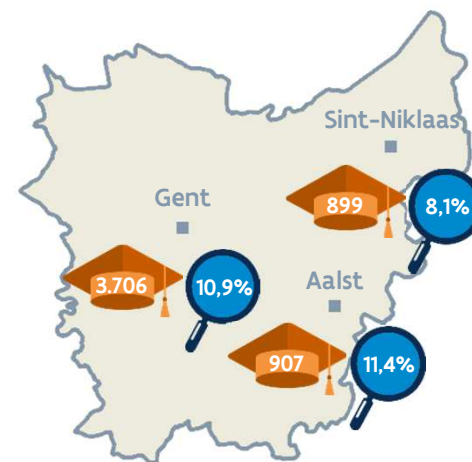 Sint-Niklaas
899
8,1%
Gent
3.706
10,9%
Aalst
907
11,4%